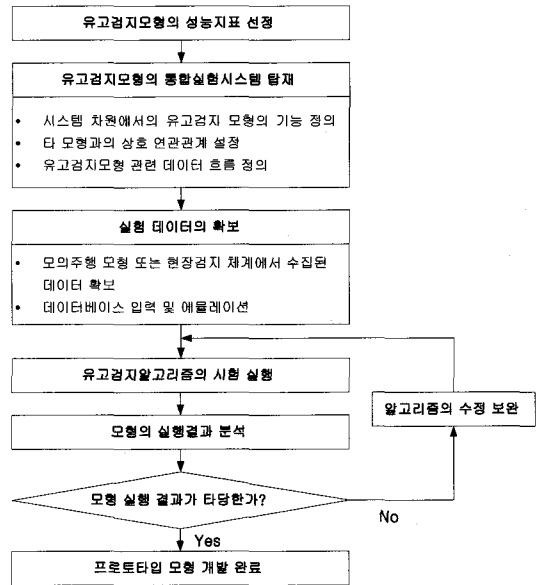 유고검지모형의 성능지표 선정
유고검지모형의 통합실험시스템 탑재
• 시스템 차원에서의 유고검지 모형의 기능 정의
• 타 모형과의 상호 연관관계 설정
• 유고검지모형 관련 데이터 흐름 정의
실험 데이터의 확보
• 모의주행 모형 또는 현장검지 체계에서 수집된
데이터 확보
• 데이터베이스 입력 및 에뮬레이션
유고검지알고리즘의 시험 실행
알고리즘의 수정 보완
모형의 실행결과 분석
모형 실행 결과가 타당한가?
No
Yes
프로토타입 모형 개발 완료